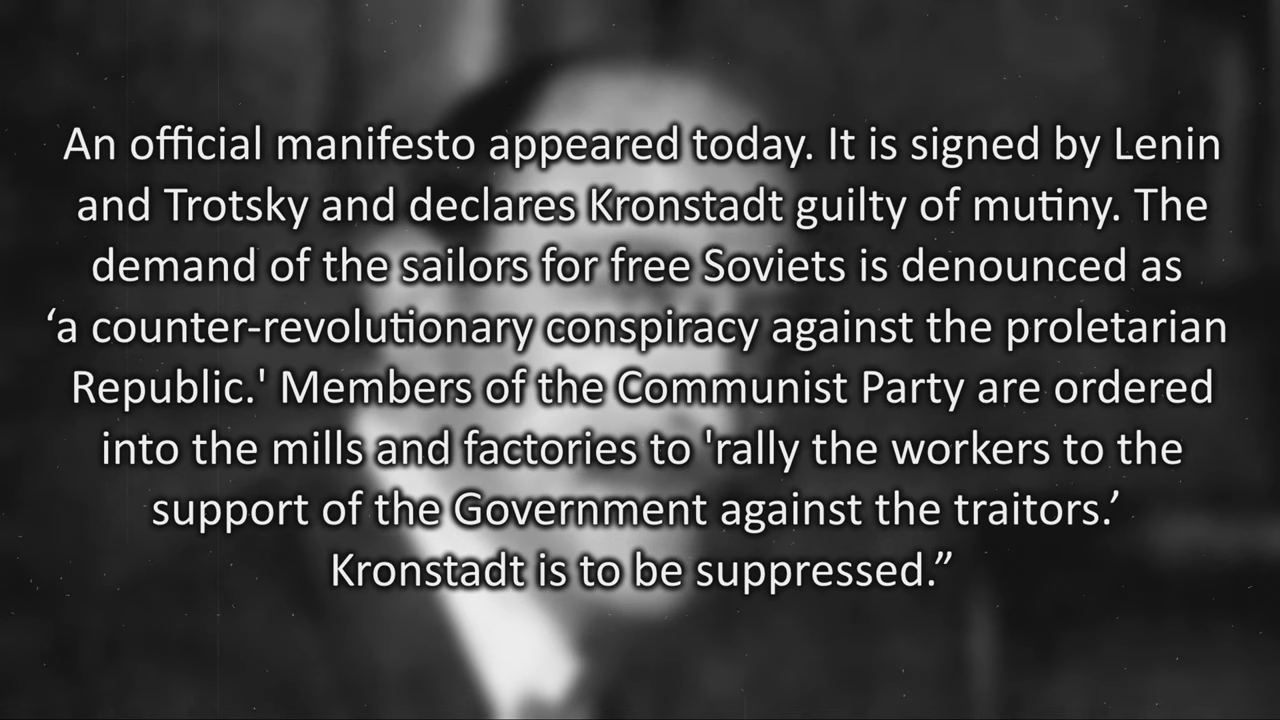 An official manifesto appeared today. It is signed by Lenin
and Trotsky and declares Kronstadt guilty of mutiny. The
demand of the sailors for free Soviets is denounced as
‘a counter-revolutionary conspiracy against the proletarian
Republic.' Members of the Communist Party are ordered
into the mills and factories to 'rally the workers to the
support of the Government against the traitors.’
Kronstadt is to be suppressed.”